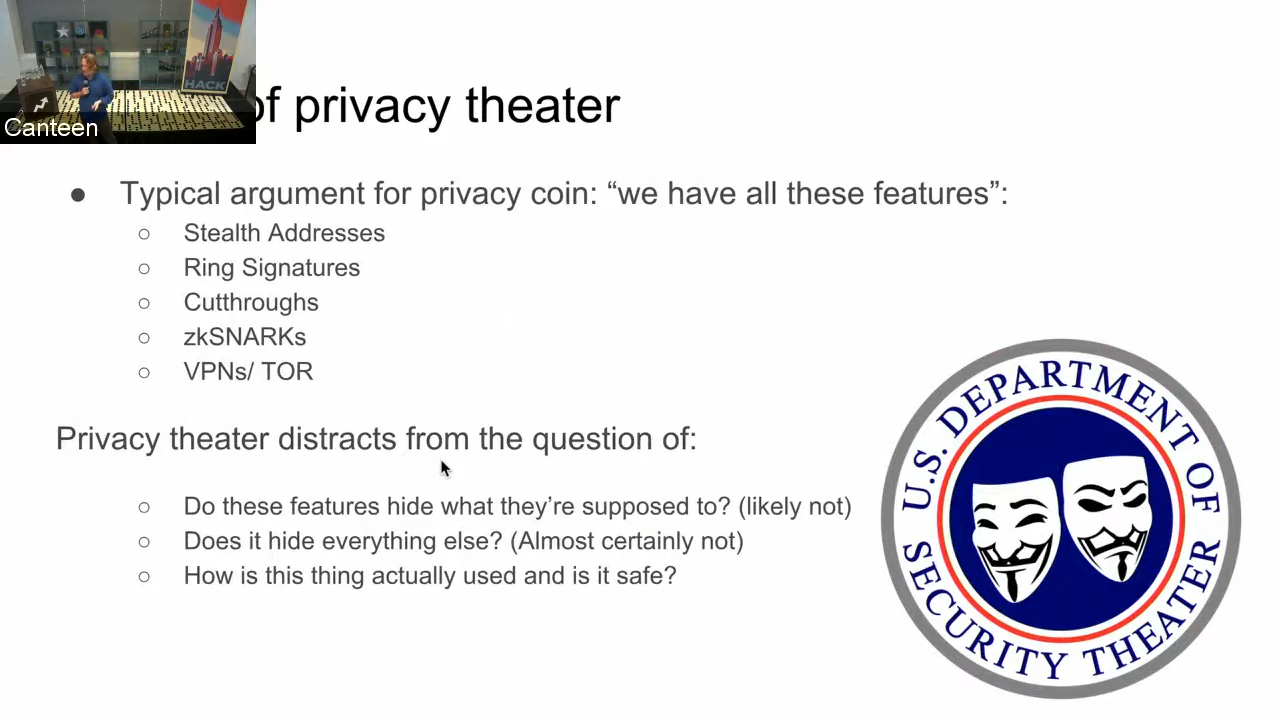 HACK
Canteen
of privacy theater
● Typical argument for privacy coin: “we have all these features”:
○ Stealth Addresses
○ Ring Signatures
○ Cutthroughs
○ zkSNARKs
○ VPNs/ TOR
Privacy theater distracts from the question of:
○ Do these features hide what they’re supposed to? (likely not)
○ Does it hide everything else? (Almost certainly not)
○ How is this thing actually used and is it safe?
U.S. DEPARTMENT OF
SECURITY THEATER